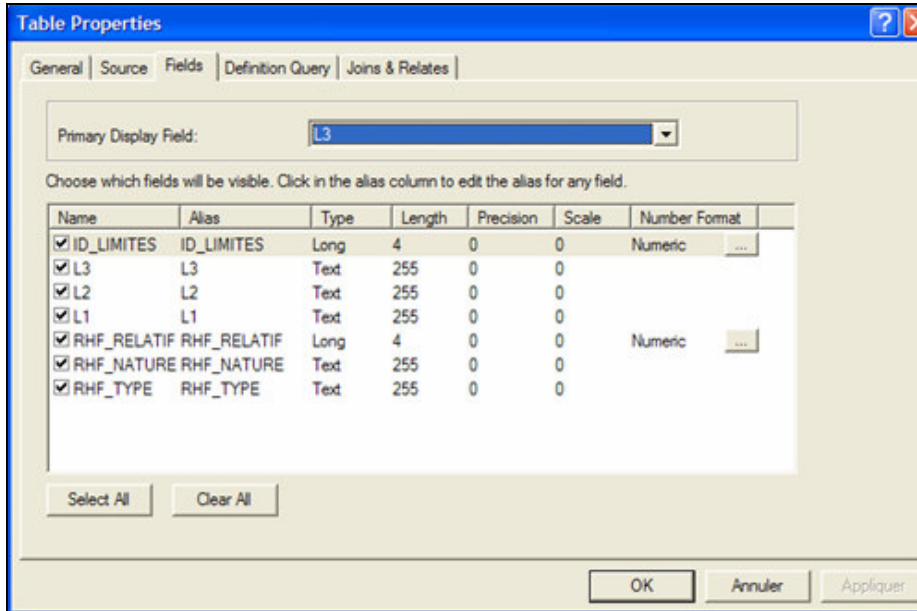 Table Properties
General Source Fields Definition Query Joins & Relates
Primary Display Field: L3
Choose which fields will be visible. Click in the alias column to edit the alias for any field.
Name Alias Type Length Precision Scale Number Format
ID_LIMITES ID_LIMITES Long 4 0 0 Numeric ...
L3 L3 Text 255 0 0
L2 L2 Text 255 0 0
L1 L1 Text 255 0 0
RHF_RELATIF RHF_RELATIF Long 4 0 0 Numeric ...
RHF_NATURE RHF_NATURE Text 255 0 0
RHF_TYPE RHF_TYPE Text 255 0 0
Select All Clear All
OK Annuler Appliquer